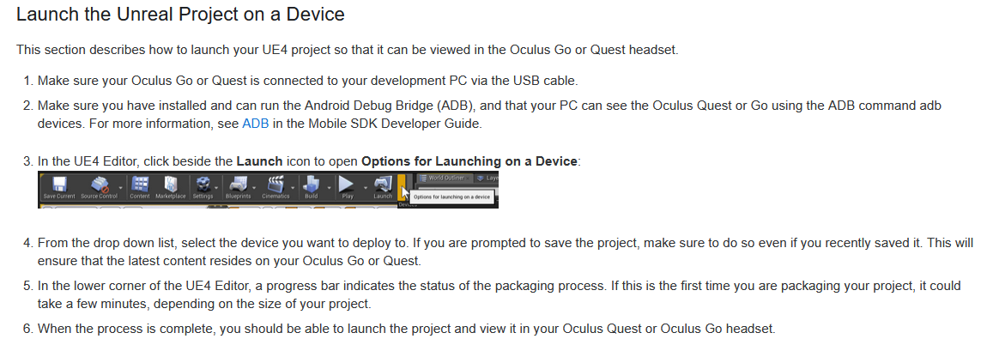 Launch the Unreal Project on a Device
This section describes how to launch your UE4 project so that it can be viewed in the Oculus Go or Quest headset.
1. Make sure your Oculus Go or Quest is connected to your development PC via the USB cable.
2. Make sure you have installed and can run the Android Debug Bridge (ADB), and that your PC can see the Oculus Quest or Go using the ADB command adb
devices. For more information, see ADB in the Mobile SDK Developer Guide.
3. In the UE4 Editor, click beside the Launch icon to open Options for Launching on a Device:
World Outliner Laye
Save Current Source Control Content Marketplace Settings Blueprints Cinematics Build Play Launch Options for launching on a device
4. From the drop down list, select the device you want to deploy to. If you are prompted to save the project, make sure to do so even if you recently saved it. This will
ensure that the latest content resides on your Oculus Go or Quest.
5. In the lower corner of the UE4 Editor, a progress bar indicates the status of the packaging process. If this is the first time you are packaging your project, it could
take a few minutes, depending on the size of your project.
6. When the process is complete, you should be able to launch the project and view it in your Oculus Quest or Oculus Go headset.